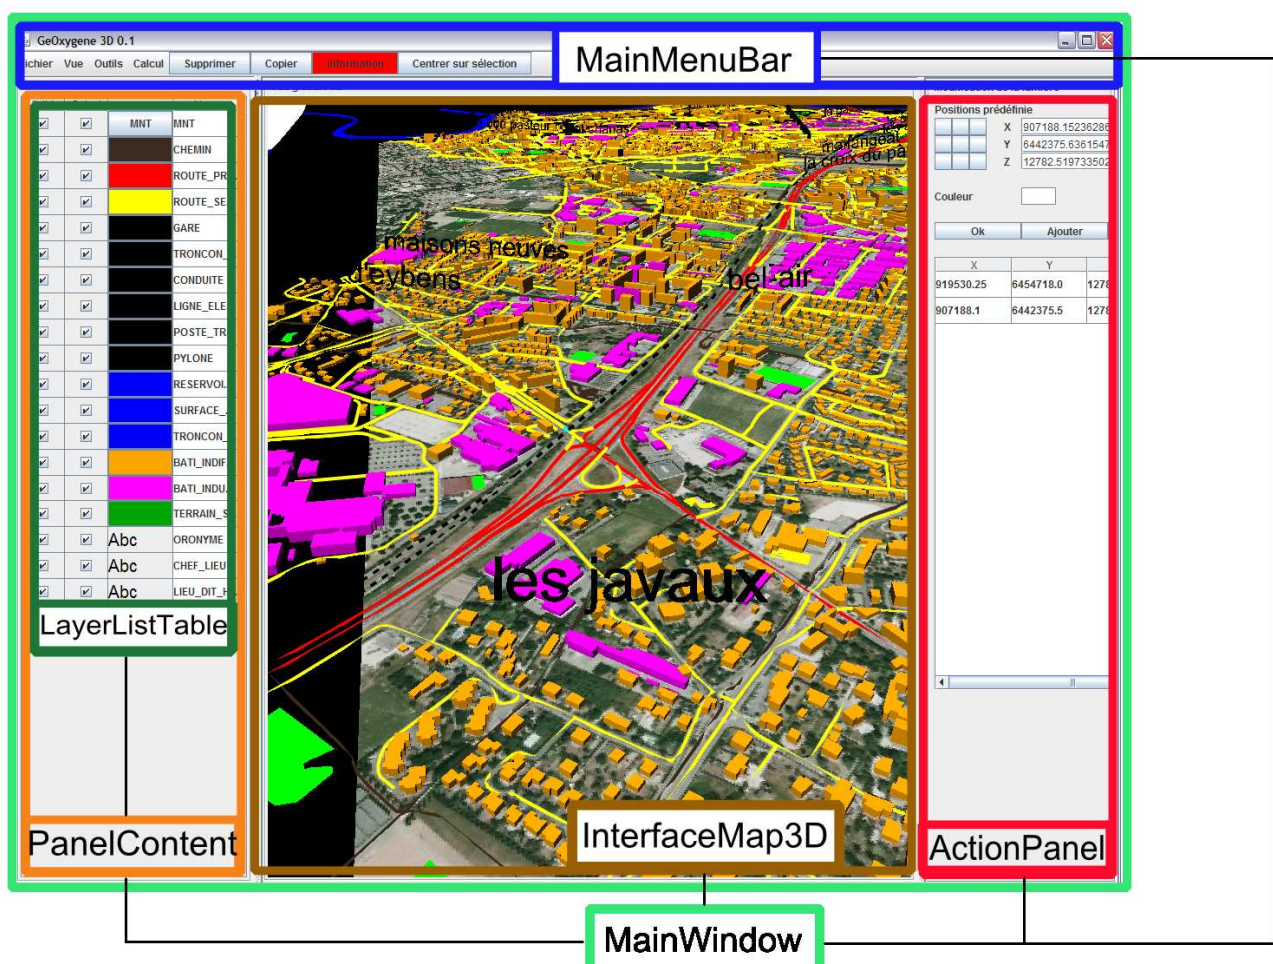 GeOxygene 3D 0.1
ichier Vue Outils Calcul Supprimer Copier Information Centrer sur sélection
MainMenuBar
MNT MNT
CHEMIN
ROUTE_PR
ROUTE_SE
GARE
TRONCON_
CONDUITE
LIGNE_ELE
POSTE_TR
PYLONE
RESERVOI
SURFACE_
TRONCON_
BATI_INDIF
BATI_INDU
TERRAIN_S
Abc ORONYME
Abc CHEF_LIEU
Abc LIEU_DIT_H
LayerListTable
PanelContent
la croix du pa
maisons neuves
d'eybens
bel-air
les javaux
InterfaceMap3D
Positions prédéfinie
X 907188.15236286
Y 6442375.6361547
Z 12782.519733502
Couleur
Ok Ajouter
X Y
919530.25 6454718.0 1278
907188.1 6442375.5 1278
ActionPanel
MainWindow